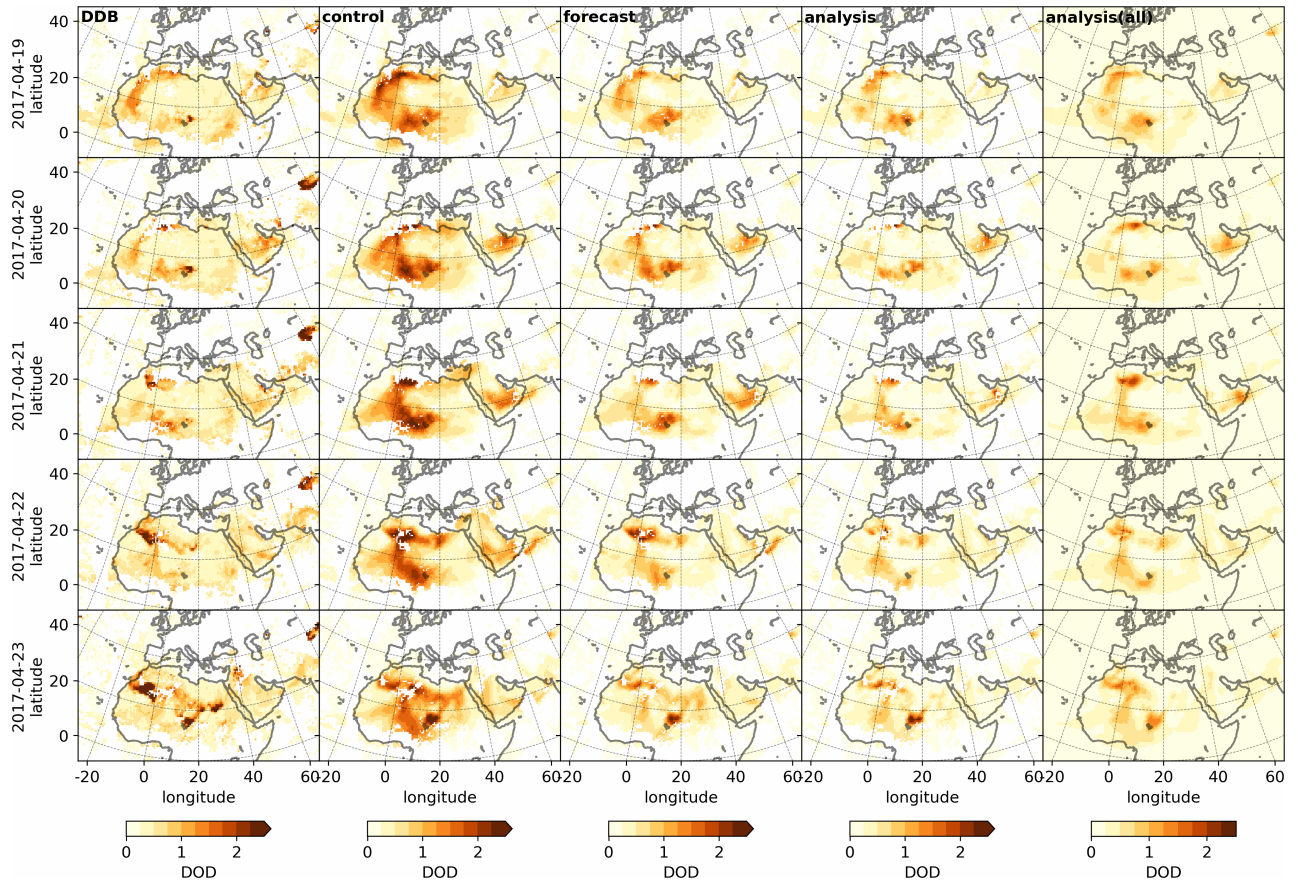 DDB control forecast analysis analysis(all)
2017-04-19
latitude
40
20
0
2017-04-20
latitude
40
20
0
2017-04-21
latitude
40
20
0
2017-04-22
latitude
40
20
0
2017-04-23
latitude
40
20
0
-20 0 20 40 60 -20 0 20 40 60 -20 0 20 40 60 -20 0 20 40 60 -20 0 20 40 60
longitude longitude longitude longitude longitude
0 1 2 0 1 2 0 1 2 0 1 2 0 1 2
DOD DOD DOD DOD DOD